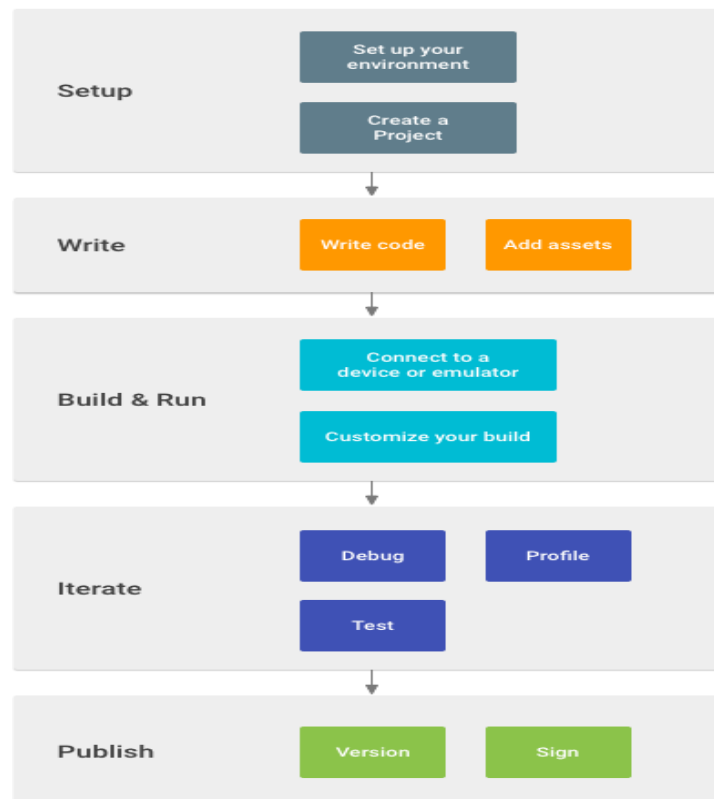 Setup
Set up your
environment
Create a
Project
Write
Write code
Add assets
Build & Run
Connect to a
device or emulator
Customize your build
Iterate
Debug
Profile
Test
Publish
Version
Sign